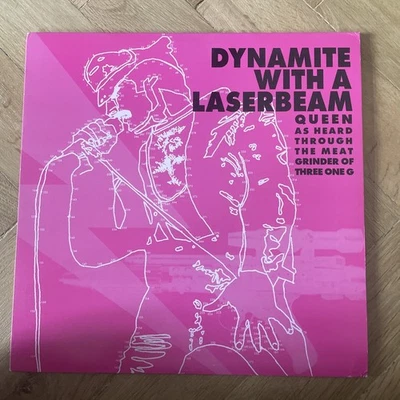 DYNAMITE
WITH A
LASERBEAM
QUEEN
AS HEARD
THROUGH
THE MEAT
GRINDER OF
THREE ONE G